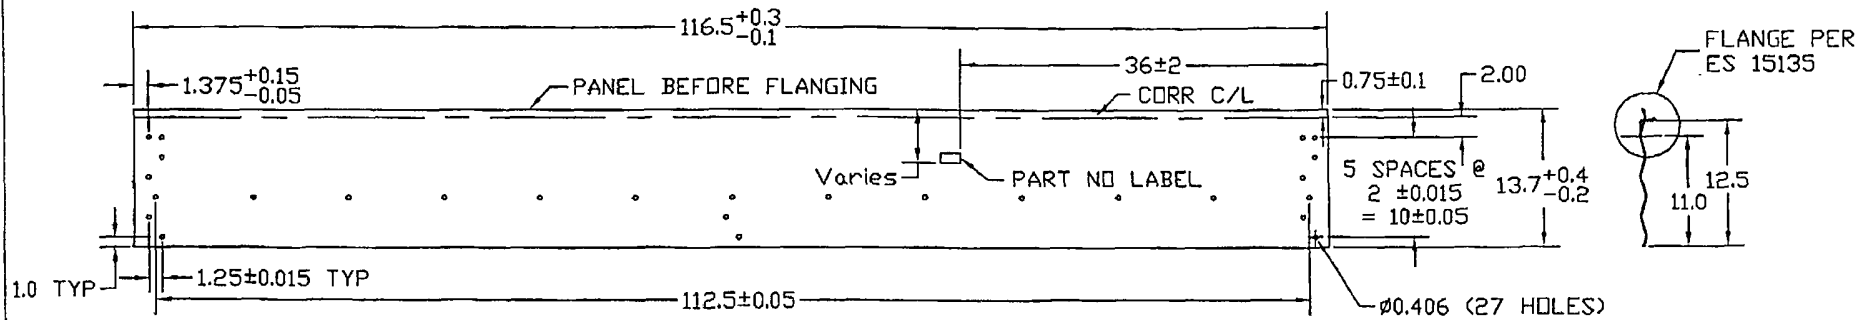 116.5+0.3
-0.1
36±2
FLANGE PER
ES 15135
1.375+0.15
-0.05
PANEL BEFORE FLANGING
CORR C/L
0.75±0.1
2.00
Varies
PART NO LABEL
5 SPACES @
2 ±0.015
= 10±0.05
13.7+0.4
-0.2
11.0
12.5
1.0 TYP
1.25±0.015 TYP
112.5±0.05
ø0.406 (27 HOLES)